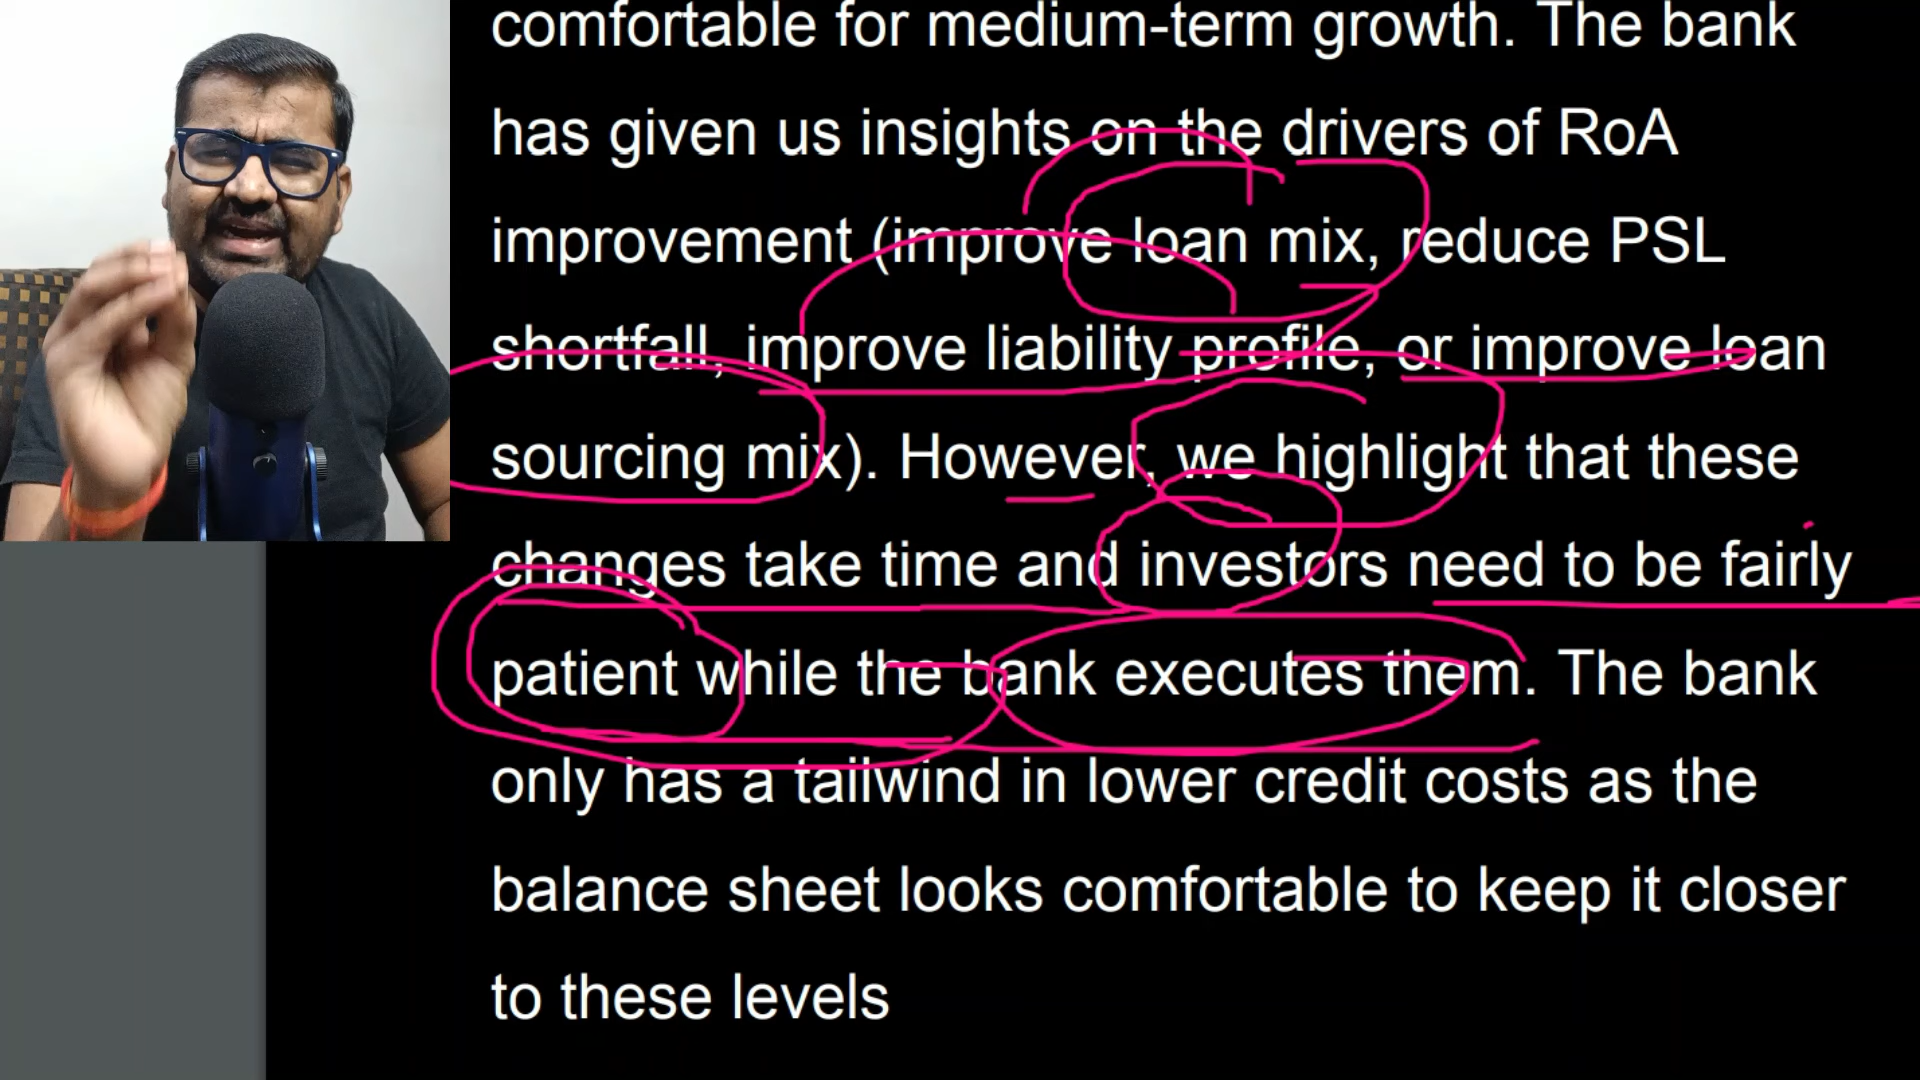 comfortable for medium-term growth. The bank
has given us insights on the drivers of RoA
improvement (improve loan mix, reduce PSL
shortfall, improve liability profile, or improve loan
sourcing mix). However, we highlight that these
changes take time and investors need to be fairly
patient while the bank executes them. The bank
only has a tailwind in lower credit costs as the
balance sheet looks comfortable to keep it closer
to these levels